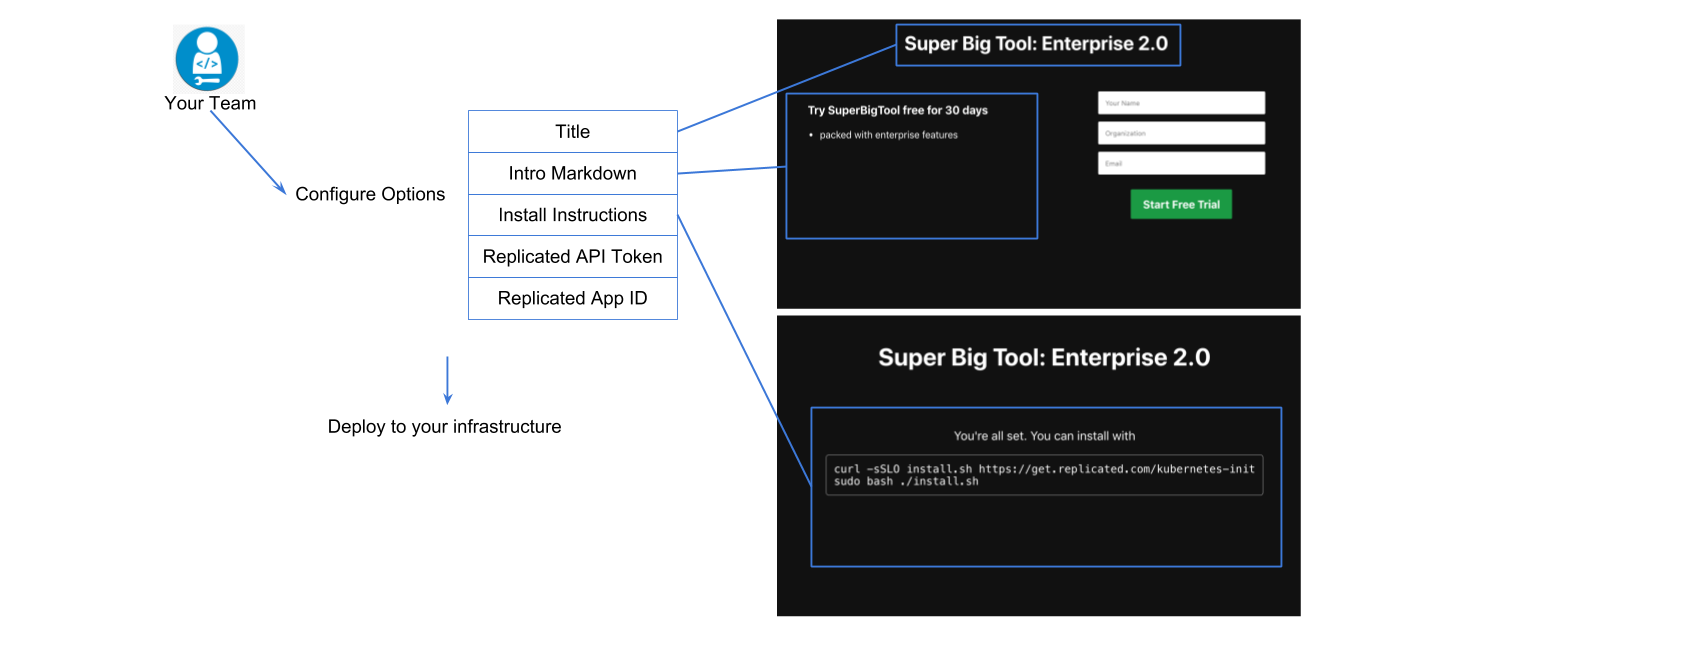 </>
Your Team
Configure Options
Title
Intro Markdown
Install Instructions
Replicated API Token
Replicated App ID
Deploy to your infrastructure
Super Big Tool: Enterprise 2.0
Try SuperBigTool free for 30 days
• packed with enterprise features
Your Name
Organization
Email
Start Free Trial
Super Big Tool: Enterprise 2.0
You're all set. You can install with
curl -sSLO install.sh https://get.replicated.com/kubernetes-init
sudo bash ./install.sh